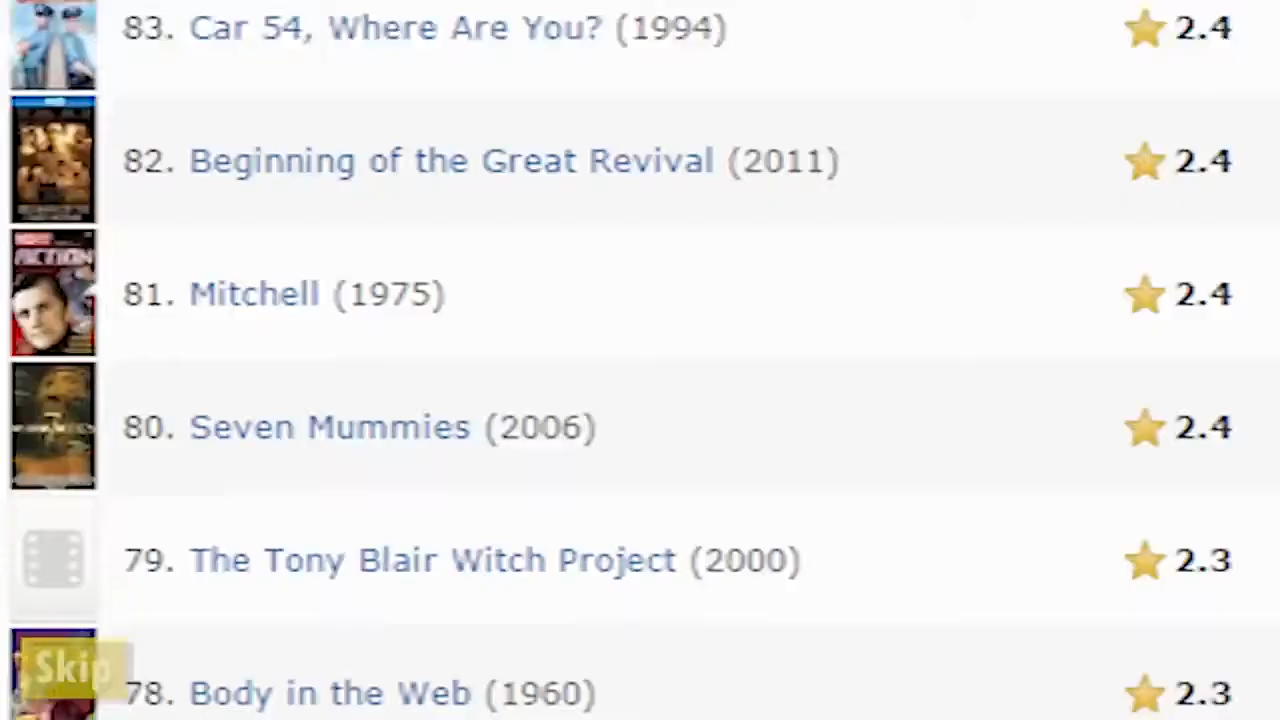 83. Car 54, Where Are You? (1994) 2.4
82. Beginning of the Great Revival (2011) 2.4
81. Mitchell (1975) 2.4
80. Seven Mummies (2006) 2.4
79. The Tony Blair Witch Project (2000) 2.3
78. Body in the Web (1960) 2.3
Skip